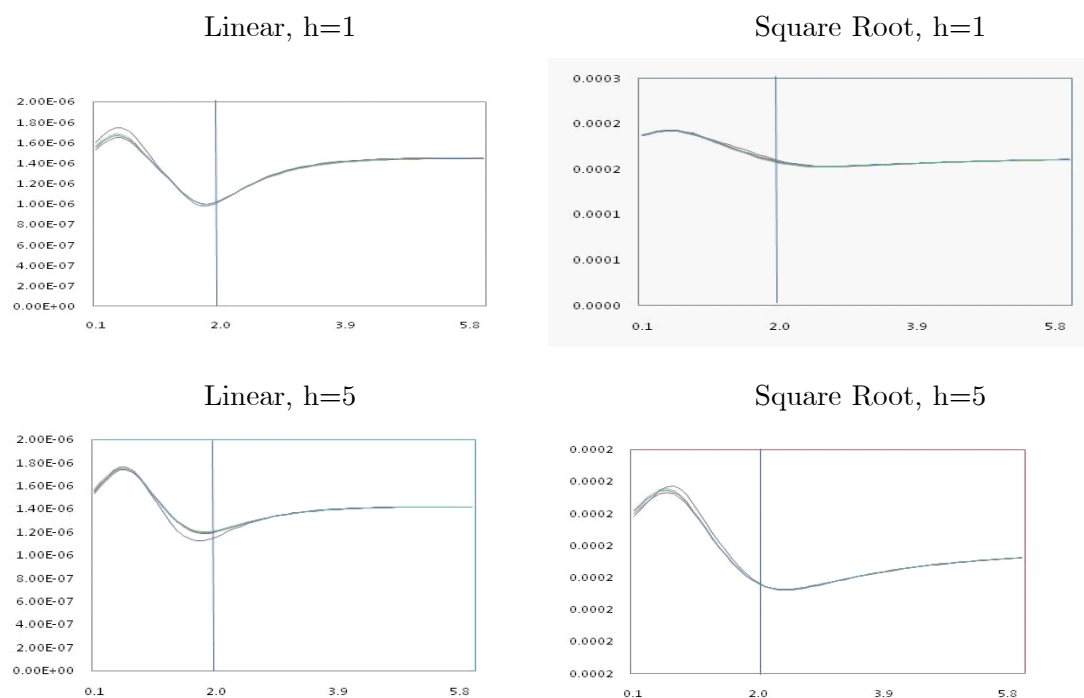 Linear, h=1
2.00E-06
1.80E-06
1.60E-06
1.40E-06
1.20E-06
1.00E-06
8.00E-07
6.00E-07
4.00E-07
2.00E-07
0.00E+00
0.1 2.0 3.9 5.8
Square Root, h=1
0.0003
0.0002
0.0002
0.0001
0.0001
0.0000
0.1 2.0 3.9 5.8
Linear, h=5
2.00E-06
1.80E-06
1.60E-06
1.40E-06
1.20E-06
1.00E-06
8.00E-07
6.00E-07
4.00E-07
2.00E-07
0.00E+00
0.1 2.0 3.9 5.8
Square Root, h=5
0.0002
0.0002
0.0002
0.0002
0.0002
0.0002
0.0002
0.0002
0.1 2.0 3.9 5.8